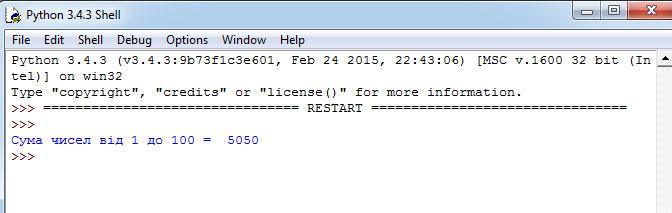 Python 3.4.3 Shell
File Edit Shell Debug Options Window Help
Python 3.4.3 (v3.4.3:9b73f1c3e601, Feb 24 2015, 22:43:06) [MSC v.1600 32 bit (In
tel)] on win32
Type "copyright", "credits" or "license()" for more information.
>>> ================================ RESTART ================================
>>>
Сума чисел від 1 до 100 =  5050
>>>